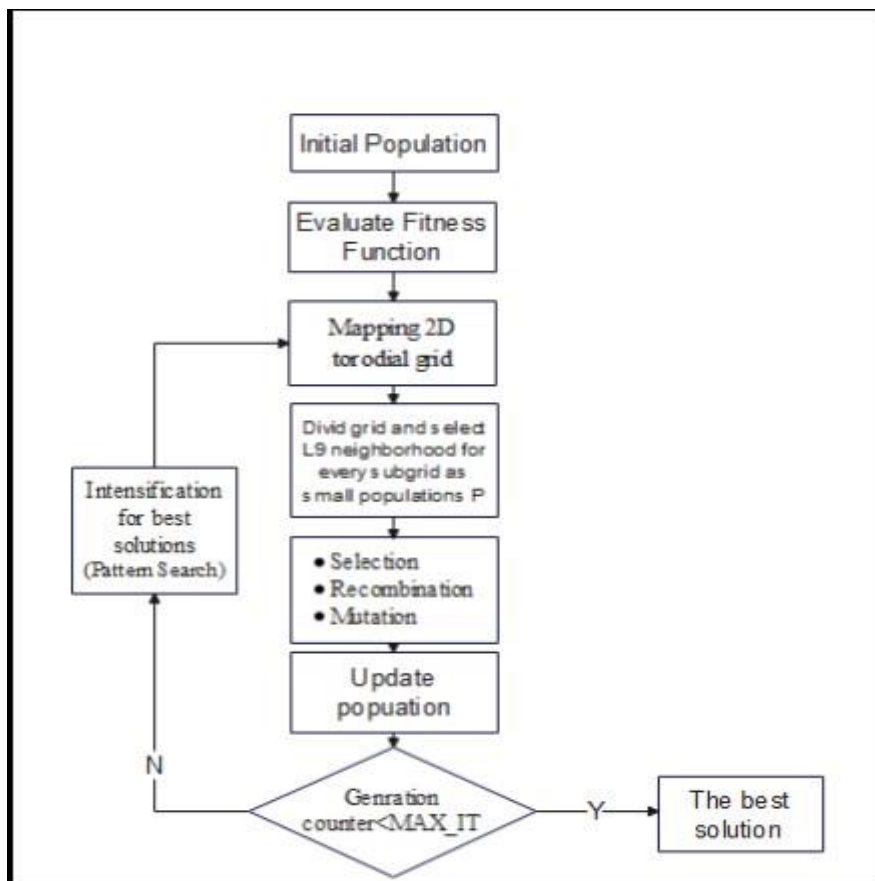 Initial Population
Evaluate Fitness
Function
Mapping 2D
torodial grid
Divid grid and select
L9 neighborhood for
every subgrid as
small populations P
Intensification
for best
solutions
(Pattern Search)
• Selection
• Recombination
• Mutation
Update
popuation
N
Genration
counter<MAX_IT
Y
The best
solution